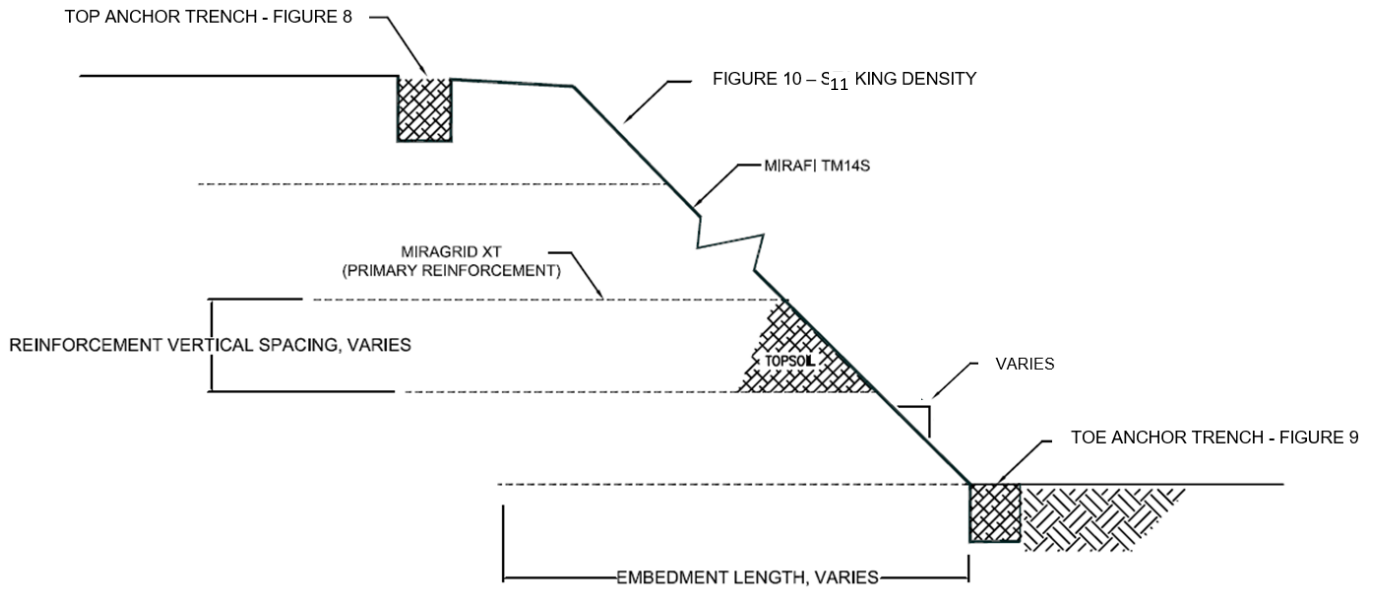 TOP ANCHOR TRENCH - FIGURE 8
FIGURE 10 – S11 KING DENSITY
MIRAFI TM14S
MIRAGRID XT
(PRIMARY REINFORCEMENT)
REINFORCEMENT VERTICAL SPACING, VARIES
TOPSOIL
VARIES
TOE ANCHOR TRENCH - FIGURE 9
EMBEDMENT LENGTH, VARIES